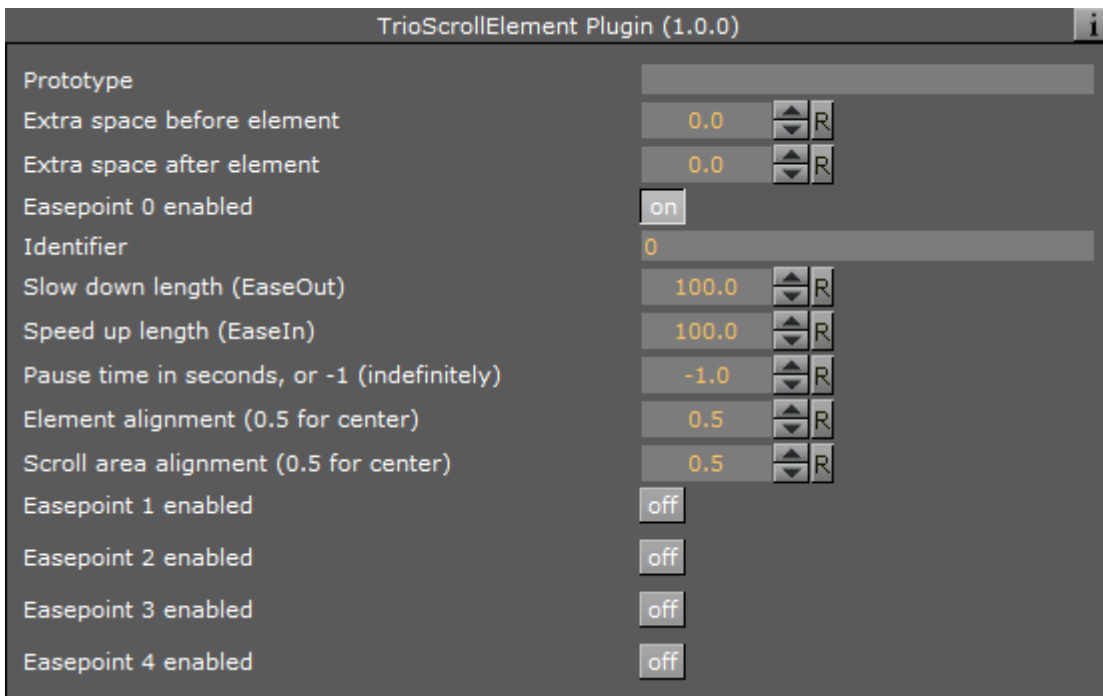 TrioScrollElement Plugin (1.0.0) i
Prototype
Extra space before element 0.0 R
Extra space after element 0.0 R
Easepoint 0 enabled on
Identifier 0
Slow down length (EaseOut) 100.0 R
Speed up length (EaseIn) 100.0 R
Pause time in seconds, or -1 (indefinitely) -1.0 R
Element alignment (0.5 for center) 0.5 R
Scroll area alignment (0.5 for center) 0.5 R
Easepoint 1 enabled off
Easepoint 2 enabled off
Easepoint 3 enabled off
Easepoint 4 enabled off